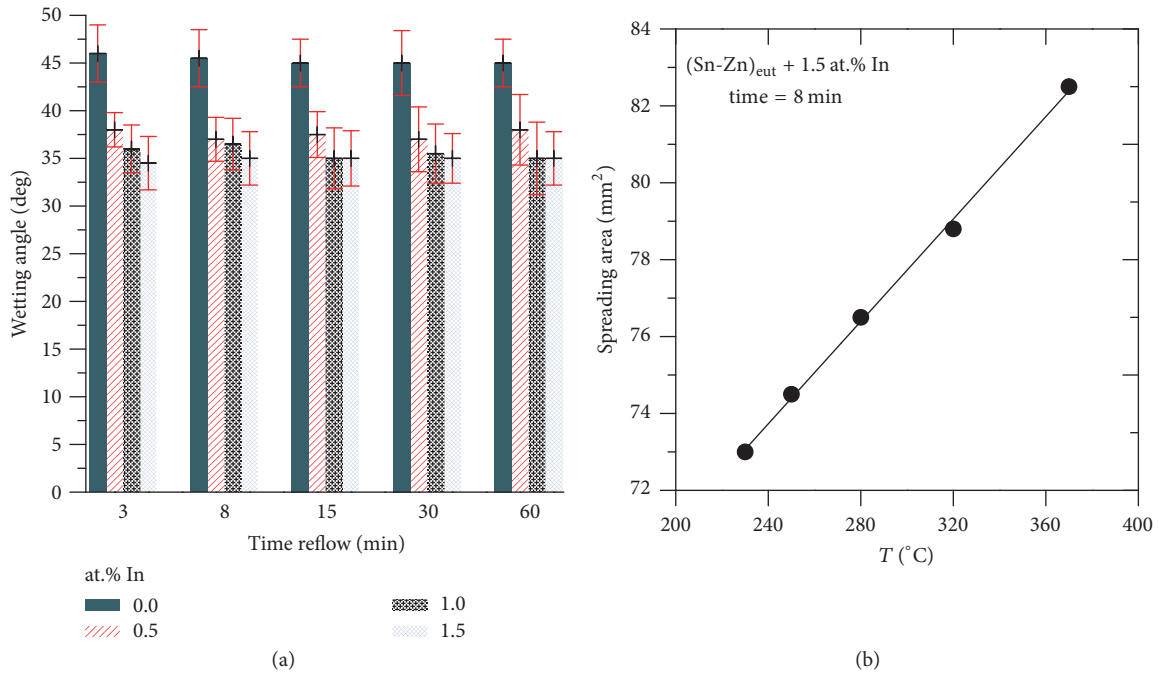 50
45
40
35
30
25
20
15
10
5
0
Wetting angle (deg)
3 8 15 30 60
Time reflow (min)
at.% In
0.0 1.0
0.5 1.5
(a)
84
82
80
78
76
73
72
Spreading area (mm²)
(Sn-Zn)eut + 1.5 at.% In
time = 8 min
200 240 280 320 360 400
T (°C)
(b)